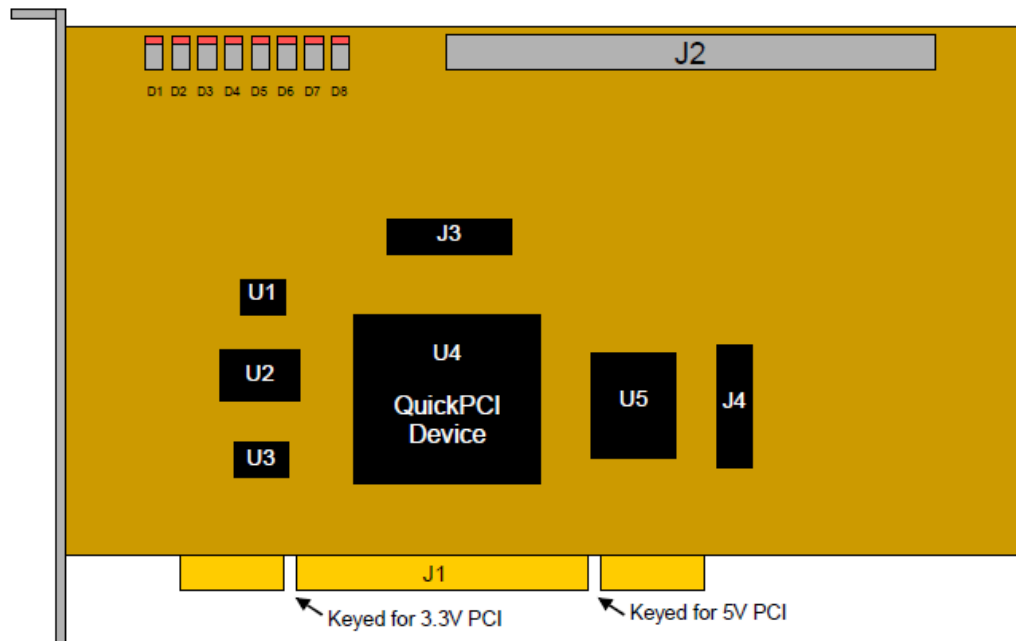 J2
D1 D2 D3 D4 D5 D6 D7 D8
J3
U1
U2
U3
U4
QuickPCI
Device
U5
J4
J1
Keyed for 3.3V PCI
Keyed for 5V PCI